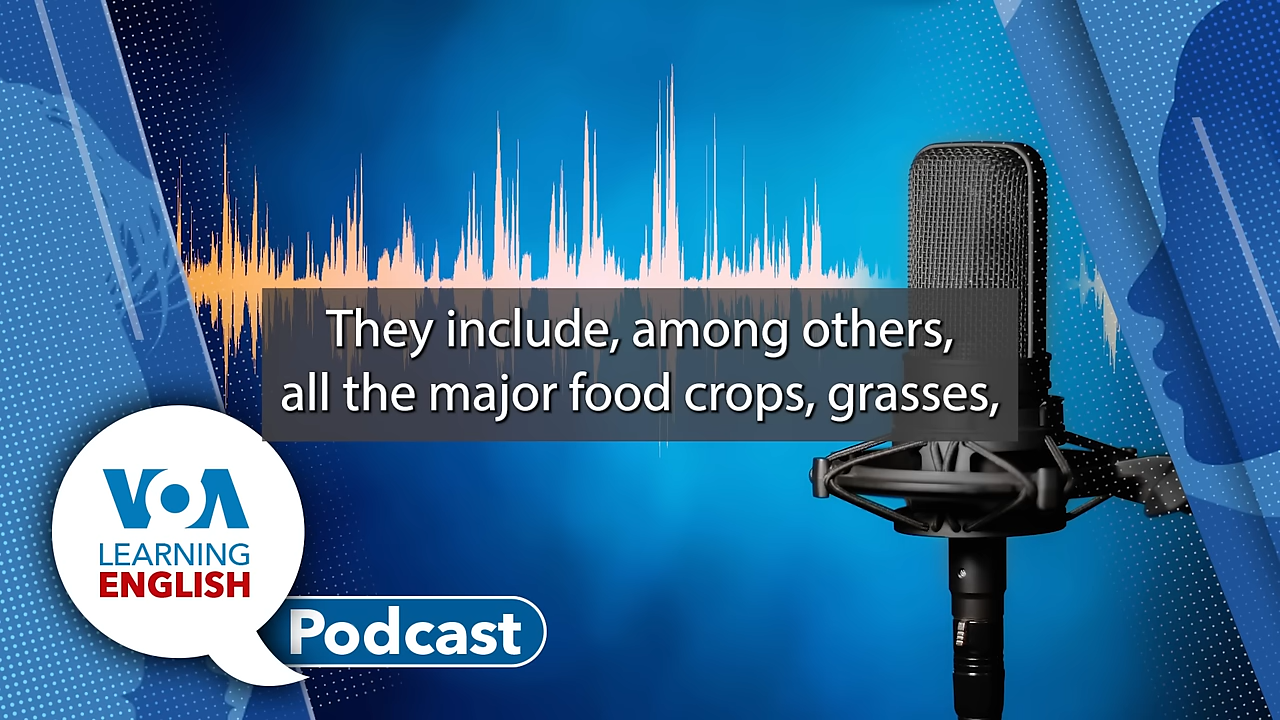 They include, among others,
all the major food crops, grasses,
VOA
LEARNING
ENGLISH
Podcast